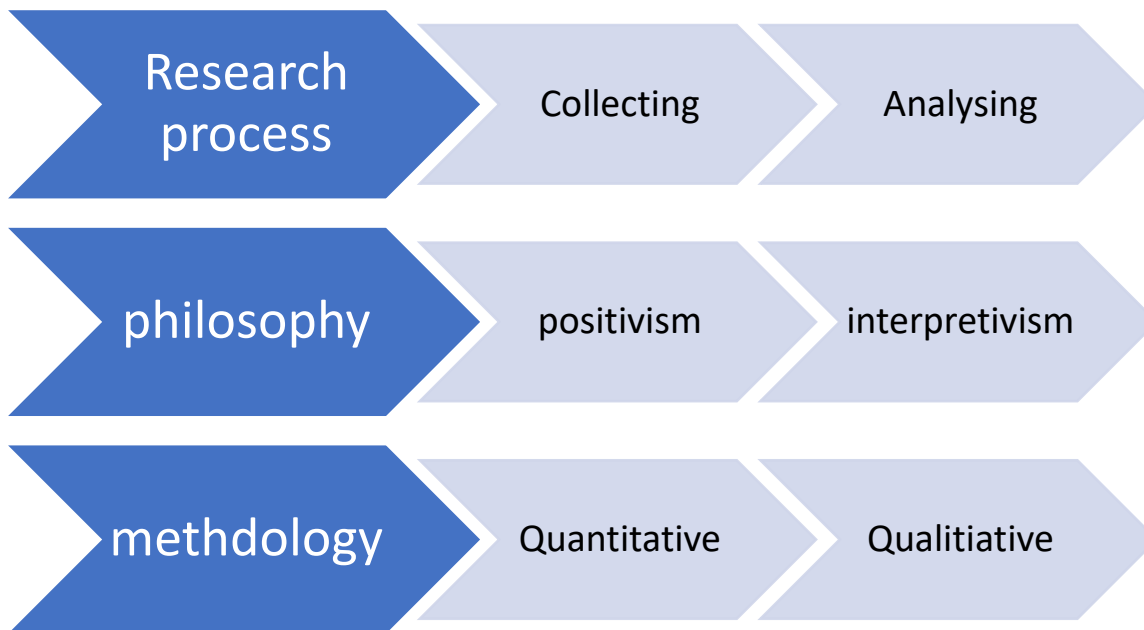 Research
process
Collecting
Analysing
philosophy
positivism
interpretivism
methdology
Quantitative
Qualitiative